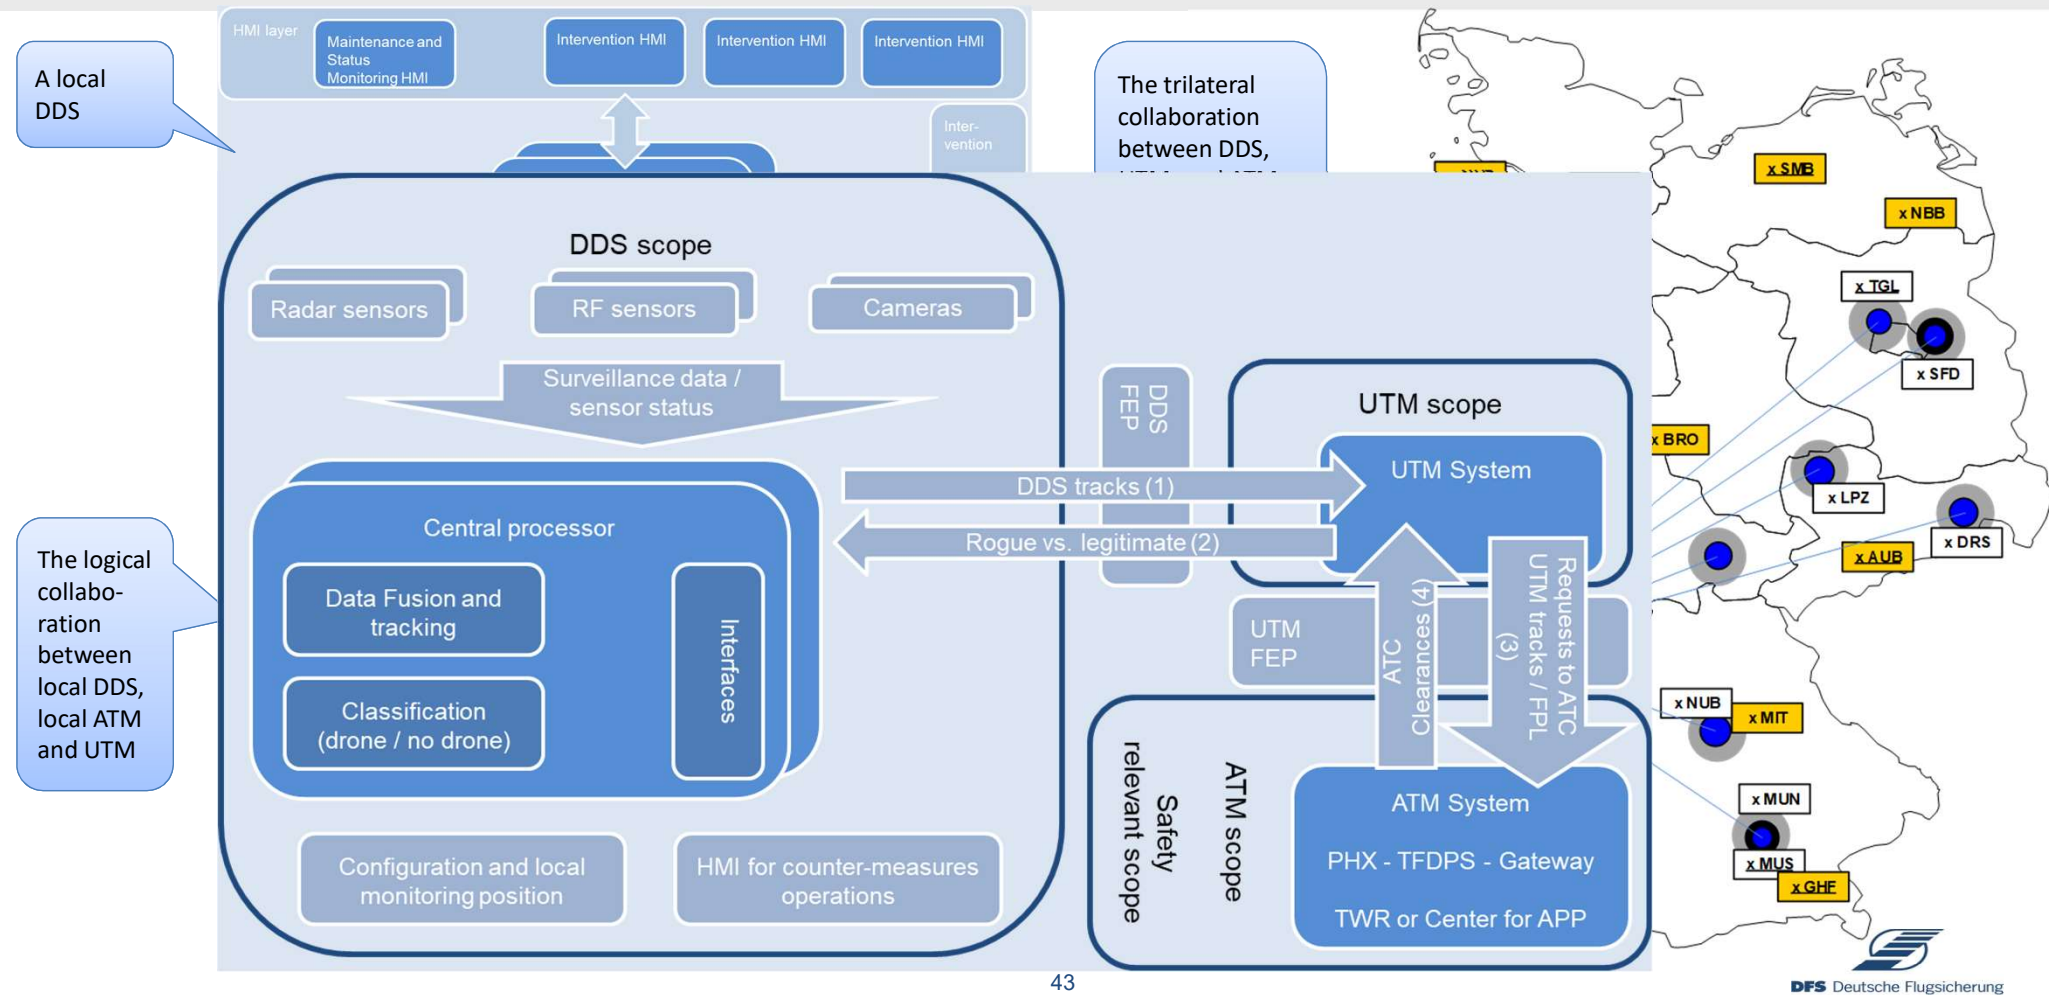 HMI layer
Maintenance and
Status
Monitoring HMI
Intervention HMI
Intervention HMI
Intervention HMI
A local
DDS
Inter-
vention
The trilateral
collaboration
between DDS,
UTM and ATM
x SMB
x NBB
x TGL
x SFD
x BRO
x LPZ
x DRS
x AUB
x NUB
x MIT
x MUN
x MUS
x GHF
DDS scope
Radar sensors
RF sensors
Cameras
Surveillance data /
sensor status
Central processor
Data Fusion and
tracking
Classification
(drone / no drone)
Interfaces
Configuration and local
monitoring position
HMI for counter-measures
operations
The logical
collabo-
ration
between
local DDS,
local ATM
and UTM
DDS
FEP
DDS tracks (1)
Rogue vs. legitimate (2)
UTM scope
UTM System
UTM
FEP
ATC
Clearances (4)
Requests to ATC
UTM tracks / FPL
(3)
Safety
relevant scope
ATM scope
ATM System
PHX - TFDPS - Gateway
TWR or Center for APP
43
DFS Deutsche Flugsicherung